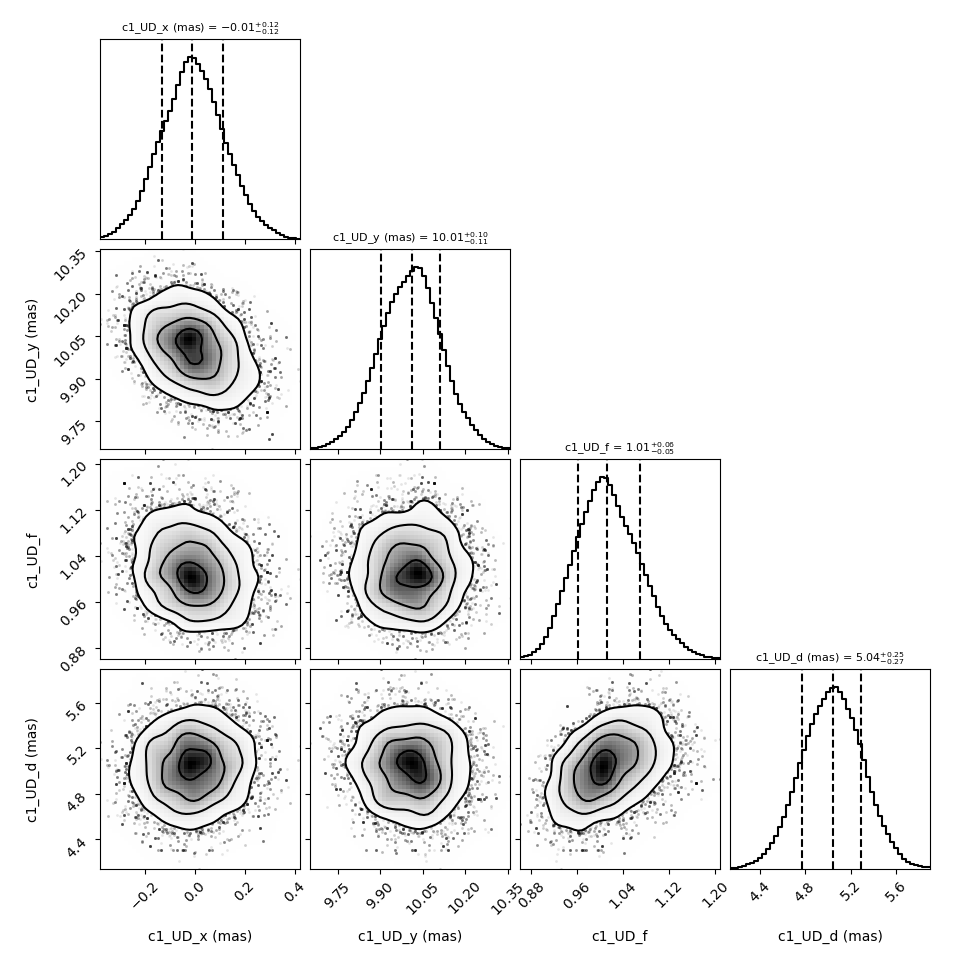 c1_UD_x (mas) = −0.01+0.12−0.12
c1_UD_y (mas) = 10.01+0.10−0.11
10.35
10.20
10.05
9.90
9.75
c1_UD_y (mas)
c1_UD_f = 1.01+0.06−0.05
1.20
1.12
1.04
0.96
0.88
c1_UD_f
c1_UD_d (mas) = 5.04+0.25−0.27
5.6
5.2
4.8
4.4
c1_UD_d (mas)
−0.2 0.0 0.2 0.4
9.75 9.90 10.05 10.20 10.35
0.88 0.96 1.04 1.12 1.20
4.4 4.8 5.2 5.6
c1_UD_x (mas) c1_UD_y (mas) c1_UD_f c1_UD_d (mas)